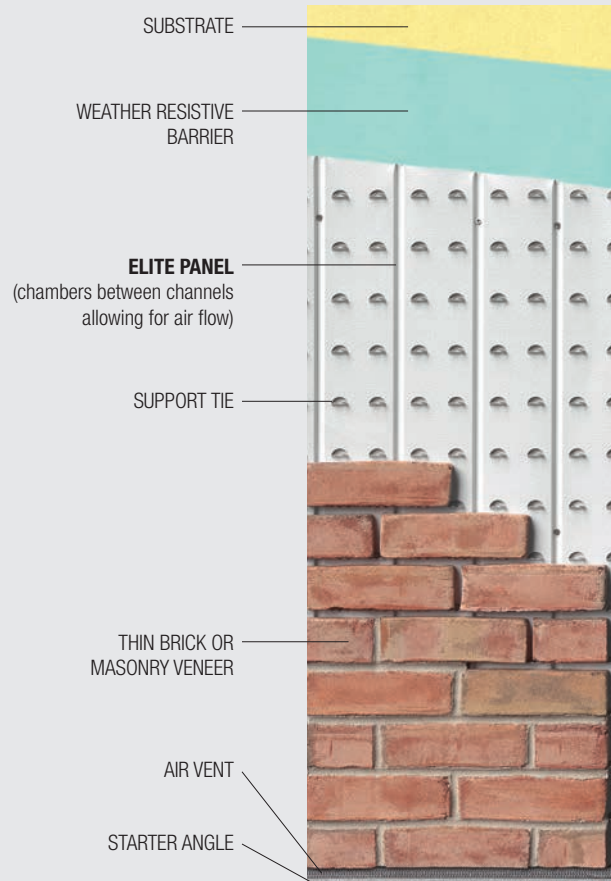 SUBSTRATE
WEATHER RESISTIVE
BARRIER
ELITE PANEL
(chambers between channels
allowing for air flow)
SUPPORT TIE
THIN BRICK OR
MASONRY VENEER
AIR VENT
STARTER ANGLE